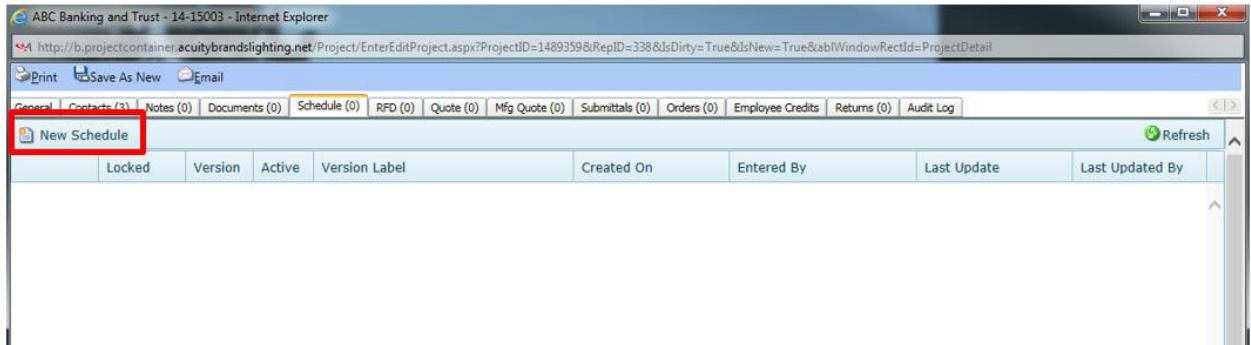 ABC Banking and Trust - 14-15003 - Internet Explorer
http://b.projectcontainer.acuitybrandslighting.net/Project/EnterEditProject.aspx?ProjectID=1489359&RepID=338&IsDirty=True&IsNew=True&ablWindowRectId=ProjectDetail
Print Save As New Email
General Contacts (3) Notes (0) Documents (0) Schedule (0) RFD (0) Quote (0) Mfg Quote (0) Submittals (0) Orders (0) Employee Credits Returns (0) Audit Log
New Schedule Refresh
Locked Version Active Version Label Created On Entered By Last Update Last Updated By